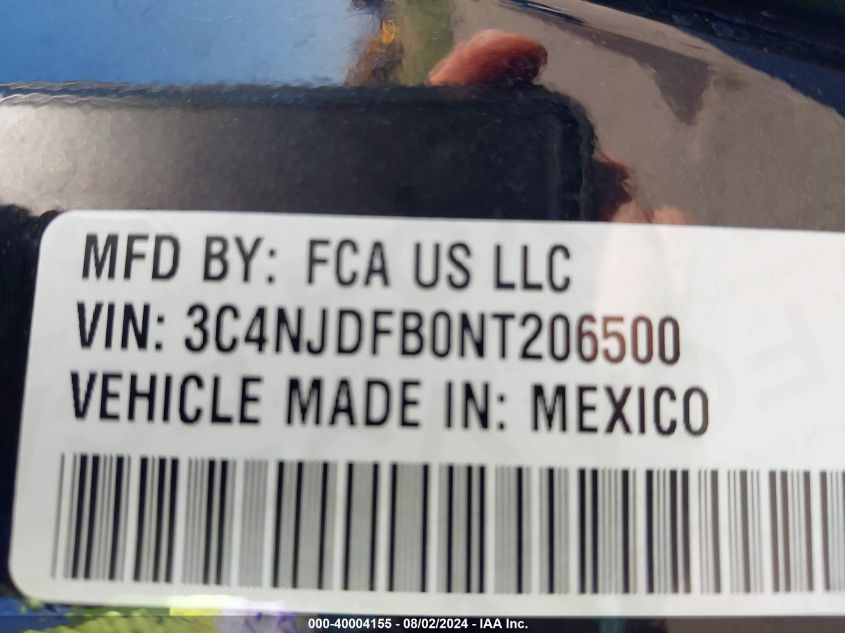 MFD BY: FCA US LLC
VIN: 3C4NJDFB0NT206500
VEHICLE MADE IN: MEXICO
000-40004155 - 08/02/2024 - IAA Inc.